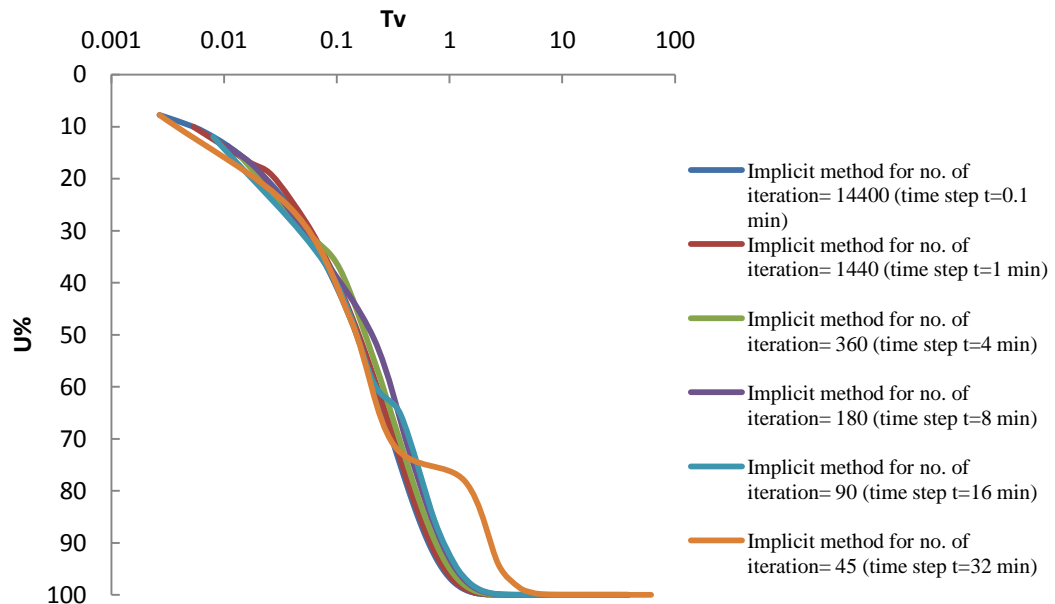 Tv
0.001 0.01 0.1 1 10 100
0
10
20
30
40
50
60
70
80
90
100
U%
Implicit method for no. of
iteration= 14400 (time step t=0.1
min)
Implicit method for no. of
iteration= 1440 (time step t=1 min)
Implicit method for no. of
iteration= 360 (time step t=4 min)
Implicit method for no. of
iteration= 180 (time step t=8 min)
Implicit method for no. of
iteration= 90 (time step t=16 min)
Implicit method for no. of
iteration= 45 (time step t=32 min)